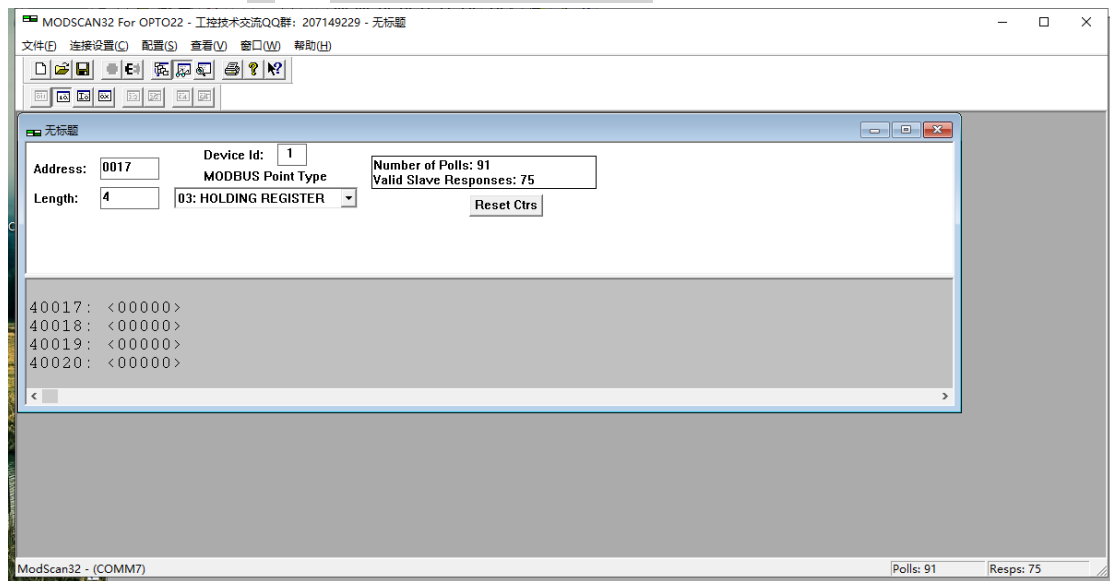 MODSCAN32 For OPTO22 - 工控技术交流QQ群：207149229 - 无标题
文件(F) 连接设置(C) 配置(S) 查看(V) 窗口(W) 帮助(H)
无标题
Address: 0017
Device Id: 1
MODBUS Point Type
Length: 4
03: HOLDING REGISTER
Number of Polls: 91
Valid Slave Responses: 75
Reset Ctrs
40017: <00000>
40018: <00000>
40019: <00000>
40020: <00000>
ModScan32 - (COMM7)
Polls: 91
Resps: 75